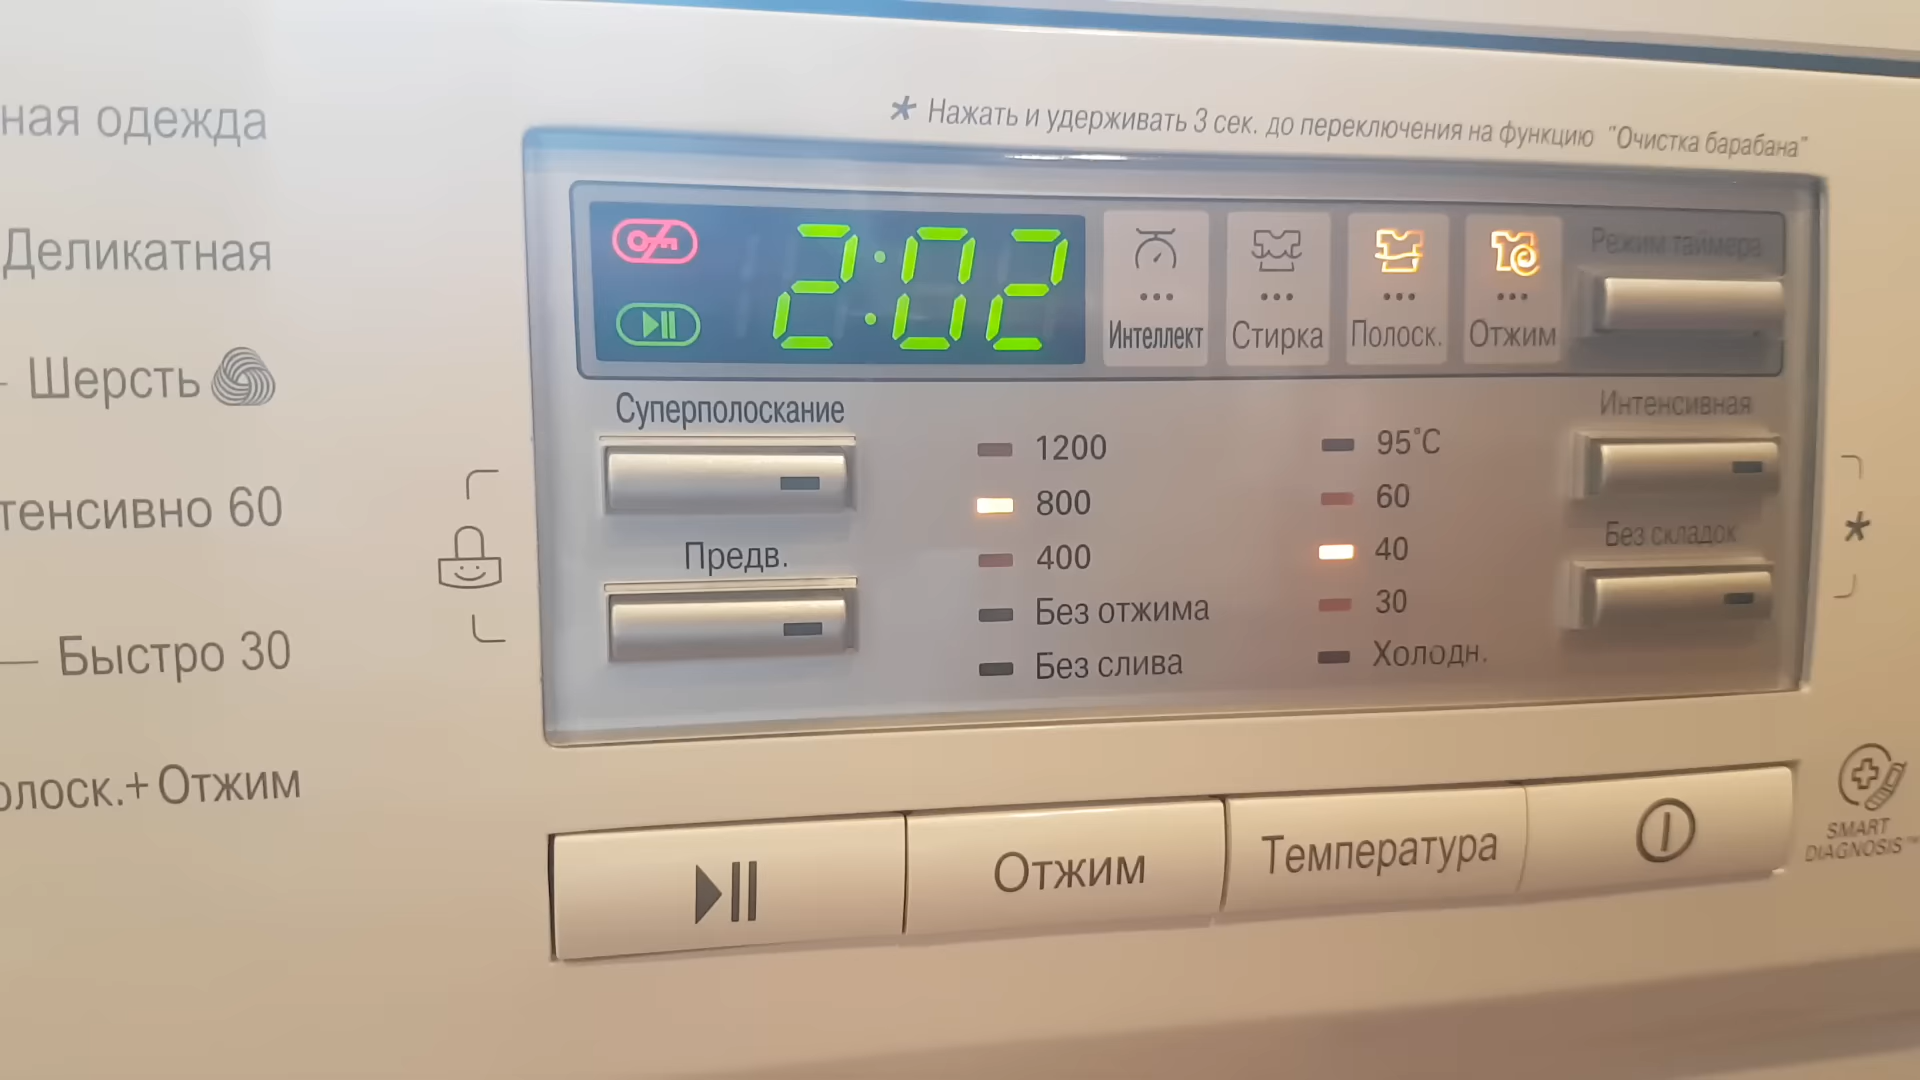 * Нажать и удерживать 3 сек. до переключения на функцию "Очистка барабана"
ная одежда
Деликатная
Шерсть
тенсивно 60
Быстро 30
олоск.+Отжим
2:02
Интеллект
Стирка
Полоск.
Отжим
Режим таймера
Суперполоскание
Предв.
1200
800
400
Без отжима
Без слива
95°C
60
40
30
Холодн.
Интенсивная
Без складок
*
Отжим
Температура
SMART
DIAGNOSIS™